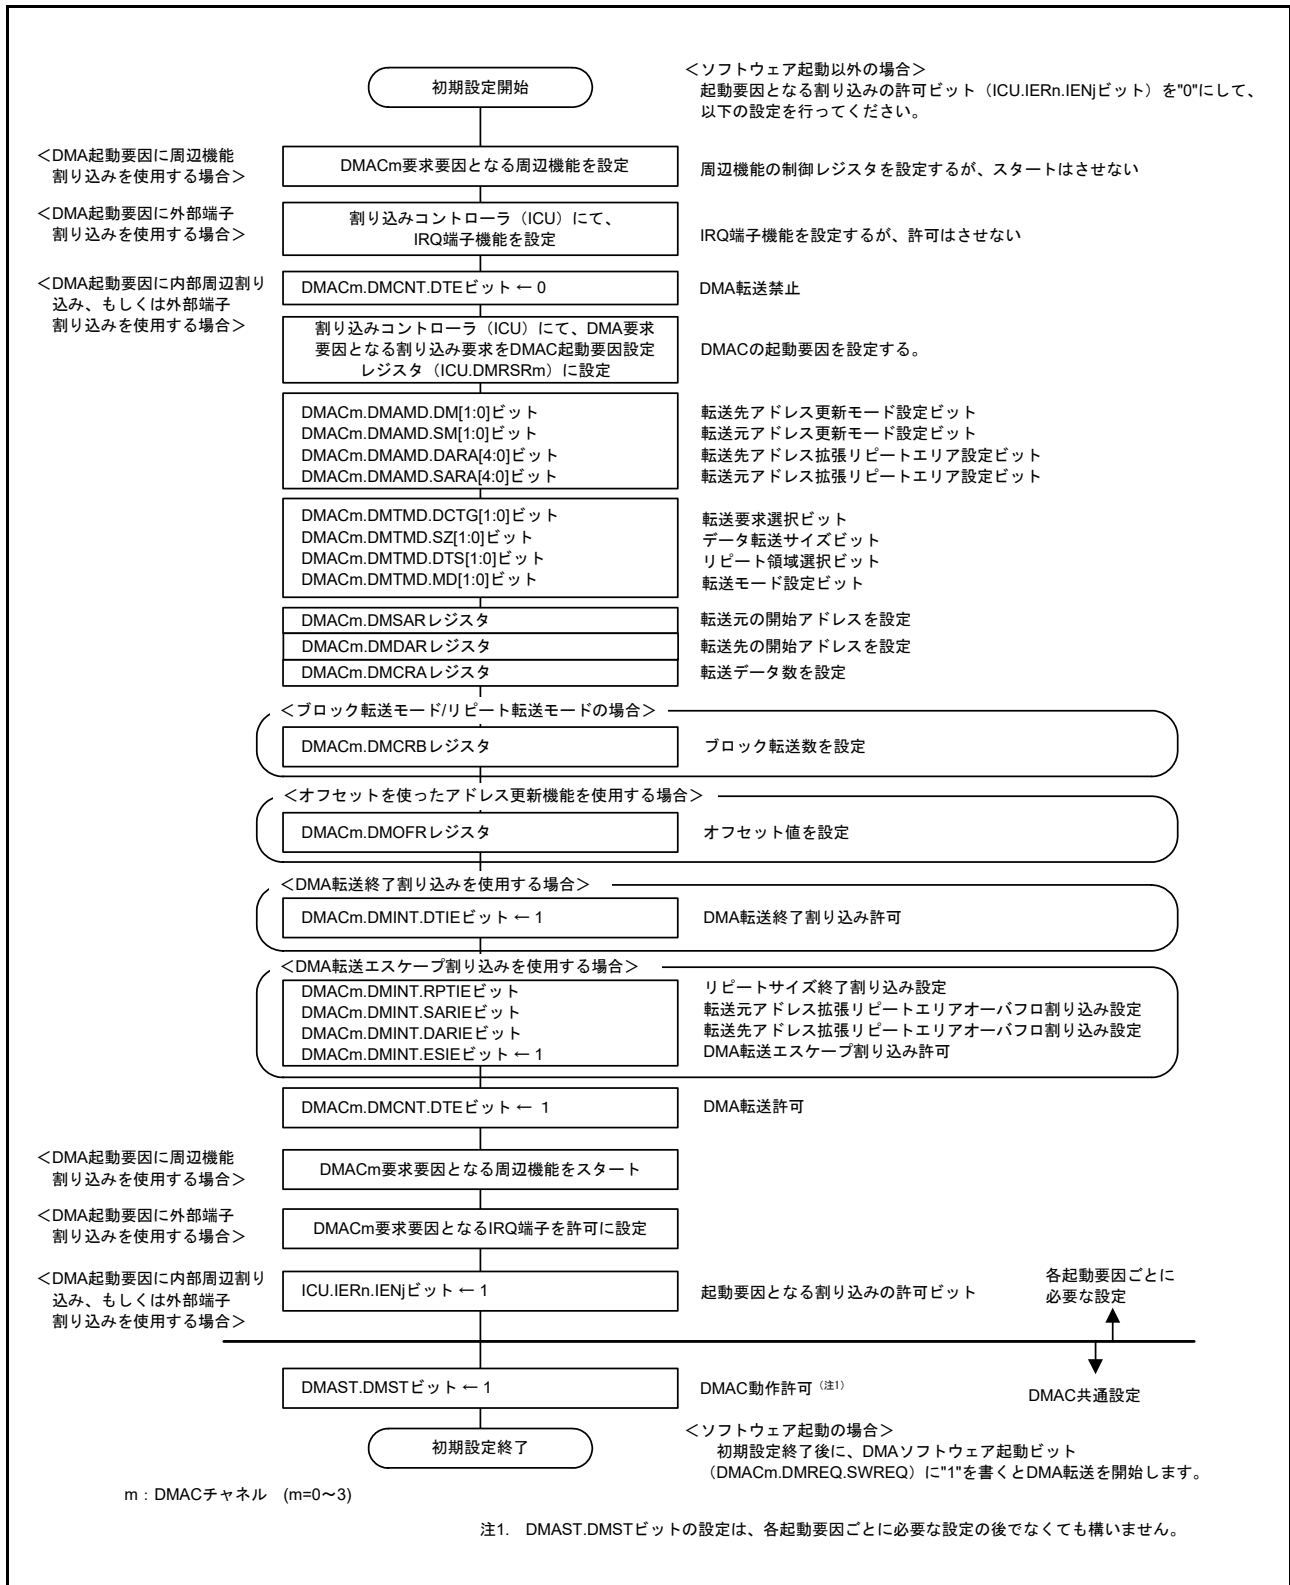 初期設定開始
＜ソフトウェア起動以外の場合＞
起動要因となる割り込みの許可ビット（ICU.IERn.IENjビット）を"0"にして、
以下の設定を行ってください。
＜DMA起動要因に周辺機能
割り込みを使用する場合＞
DMACm要求要因となる周辺機能を設定
周辺機能の制御レジスタを設定するが、スタートはさせない
＜DMA起動要因に外部端子
割り込みを使用する場合＞
割り込みコントローラ（ICU）にて、
IRQ端子機能を設定
IRQ端子機能を設定するが、許可はさせない
＜DMA起動要因に内部周辺割り
込み、もしくは外部端子
割り込みを使用する場合＞
DMACm.DMCNT.DTEビット ← 0
DMA転送禁止
割り込みコントローラ（ICU）にて、DMA要求
要因となる割り込み要求をDMAC起動要因設定
レジスタ（ICU.DMRSRm）に設定
DMACの起動要因を設定する。
DMACm.DMAMD.DM[1:0]ビット
転送先アドレス更新モード設定ビット
DMACm.DMAMD.SM[1:0]ビット
転送元アドレス更新モード設定ビット
DMACm.DMAMD.DARA[4:0]ビット
転送先アドレス拡張リピートエリア設定ビット
DMACm.DMAMD.SARA[4:0]ビット
転送元アドレス拡張リピートエリア設定ビット
DMACm.DMTMD.DCTG[1:0]ビット
転送要求選択ビット
DMACm.DMTMD.SZ[1:0]ビット
データ転送サイズビット
DMACm.DMTMD.DTS[1:0]ビット
リピート領域選択ビット
DMACm.DMTMD.MD[1:0]ビット
転送モード設定ビット
DMACm.DMSARレジスタ
転送元の開始アドレスを設定
DMACm.DMDARレジスタ
転送先の開始アドレスを設定
DMACm.DMCRAレジスタ
転送データ数を設定
＜ブロック転送モード/リピート転送モードの場合＞
DMACm.DMCRBレジスタ
ブロック転送数を設定
＜オフセットを使ったアドレス更新機能を使用する場合＞
DMACm.DMOFRレジスタ
オフセット値を設定
＜DMA転送終了割り込みを使用する場合＞
DMACm.DMINT.DTIEビット ← 1
DMA転送終了割り込み許可
＜DMA転送エスケープ割り込みを使用する場合＞
DMACm.DMINT.RPTIEビット
リピートサイズ終了割り込み設定
DMACm.DMINT.SARIEビット
転送元アドレス拡張リピートエリアオーバフロ割り込み設定
DMACm.DMINT.DARIEビット
転送先アドレス拡張リピートエリアオーバフロ割り込み設定
DMACm.DMINT.ESIEビット ← 1
DMA転送エスケープ割り込み許可
DMACm.DMCNT.DTEビット ← 1
DMA転送許可
＜DMA起動要因に周辺機能
割り込みを使用する場合＞
DMACm要求要因となる周辺機能をスタート
＜DMA起動要因に外部端子
割り込みを使用する場合＞
DMACm要求要因となるIRQ端子を許可に設定
＜DMA起動要因に内部周辺割り
込み、もしくは外部端子
割り込みを使用する場合＞
ICU.IERn.IENjビット ← 1
起動要因となる割り込みの許可ビット
各起動要因ごとに
必要な設定
DMAST.DMSTビット ← 1
DMAC動作許可（注1）
DMAC共通設定
初期設定終了
＜ソフトウェア起動の場合＞
初期設定終了後に、DMAソフトウェア起動ビット
（DMACm.DMREQ.SWREQ）に"1"を書くとDMA転送を開始します。
m：DMACチャネル (m=0～3)
注1. DMAST.DMSTビットの設定は、各起動要因ごとに必要な設定の後でなくても構いません。